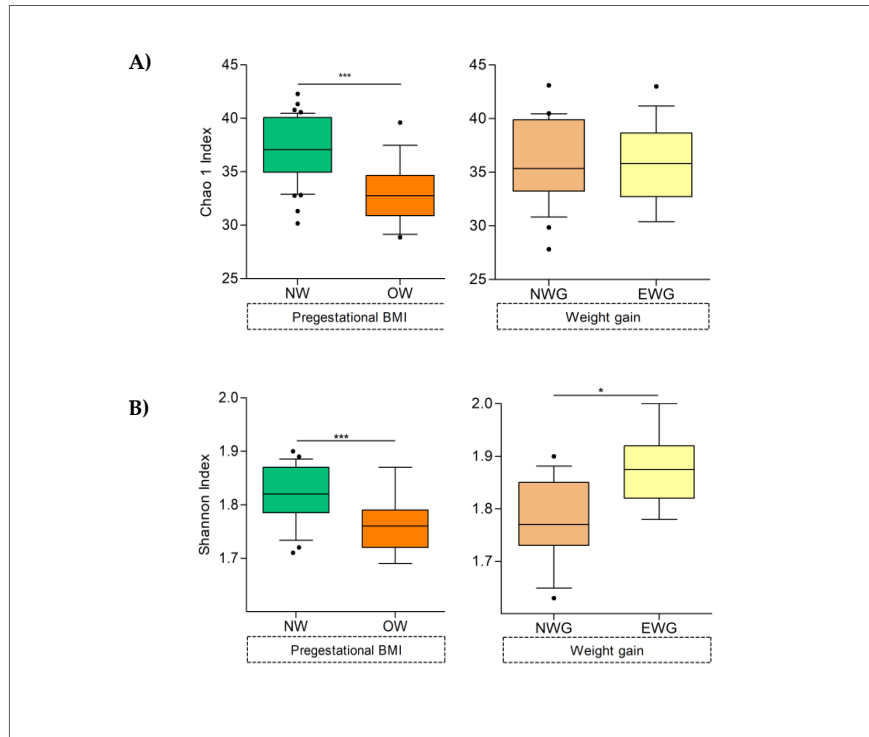 A)
Chao 1 Index
45
40
35
30
25
***
NW OW
Pregestational BMI
45
40
35
30
25
NWG EWG
Weight gain
B)
Shannon Index
2.0
1.9
1.8
1.7
***
NW OW
Pregestational BMI
2.0
1.9
1.8
1.7
*
NWG EWG
Weight gain